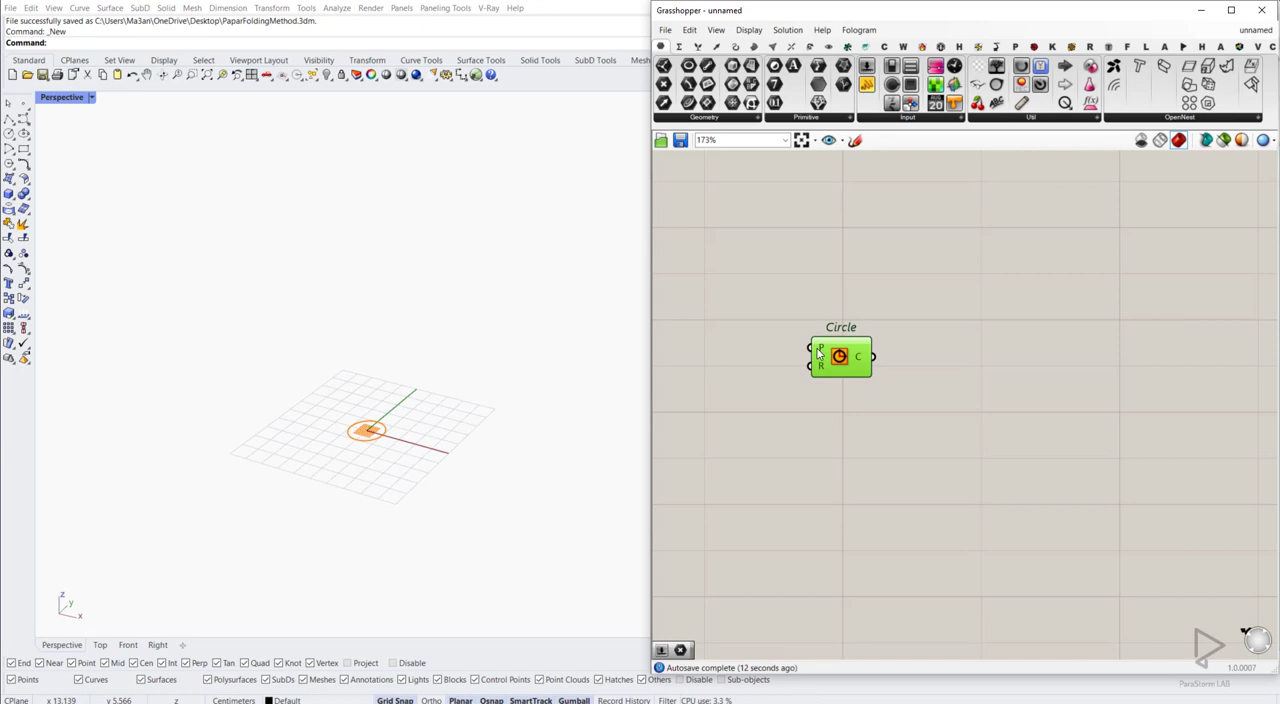 File Edit View Curve Surface SubD Solid Mesh Dimension Transform Tools Analyze Render Panels Paneling Tools V-Ray Help
File successfully saved as C:\Users\Ma3an\OneDrive\Desktop\PaparFoldingMethod.3dm.
Command: _New
Command:
Standard CPlanes Set View Display Select Viewport Layout Visibility Transform Curve Tools Surface Tools Solid Tools SubD Tools Mesh
Perspective
z
y
x
Perspective Top Front Right
End Near Point Mid Cen Int Perp Tan Quad Knot Vertex Project Disable
Points Curves Surfaces Polysurfaces SubDs Meshes Annotations Lights Blocks Control Points Point Clouds Hatches Others Disable Sub-objects
CPlane x 13.139 y 5.566 z Centimeters Default Grid Snap Ortho Planar Osnap SmartTrack Gumball Record History Filter CPU use: 3.3 %
Grasshopper - unnamed
File Edit View Display Solution Help Fologram unnamed
Geometry Primitive Input Util OpenNest
173%
Circle
P
R
C
Autosave complete (12 seconds ago)
1.0.0007
ParaStorm LAB